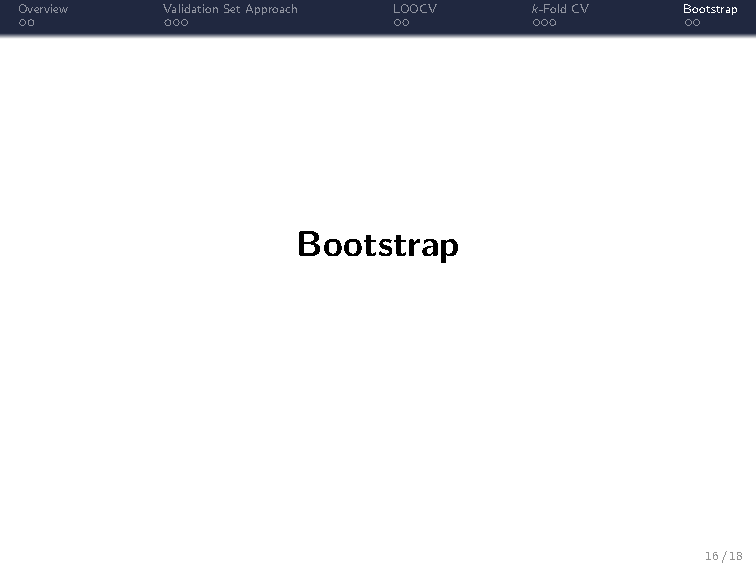 Overview Validation Set Approach LOOCV k-Fold CV Bootstrap
Bootstrap
16 / 18